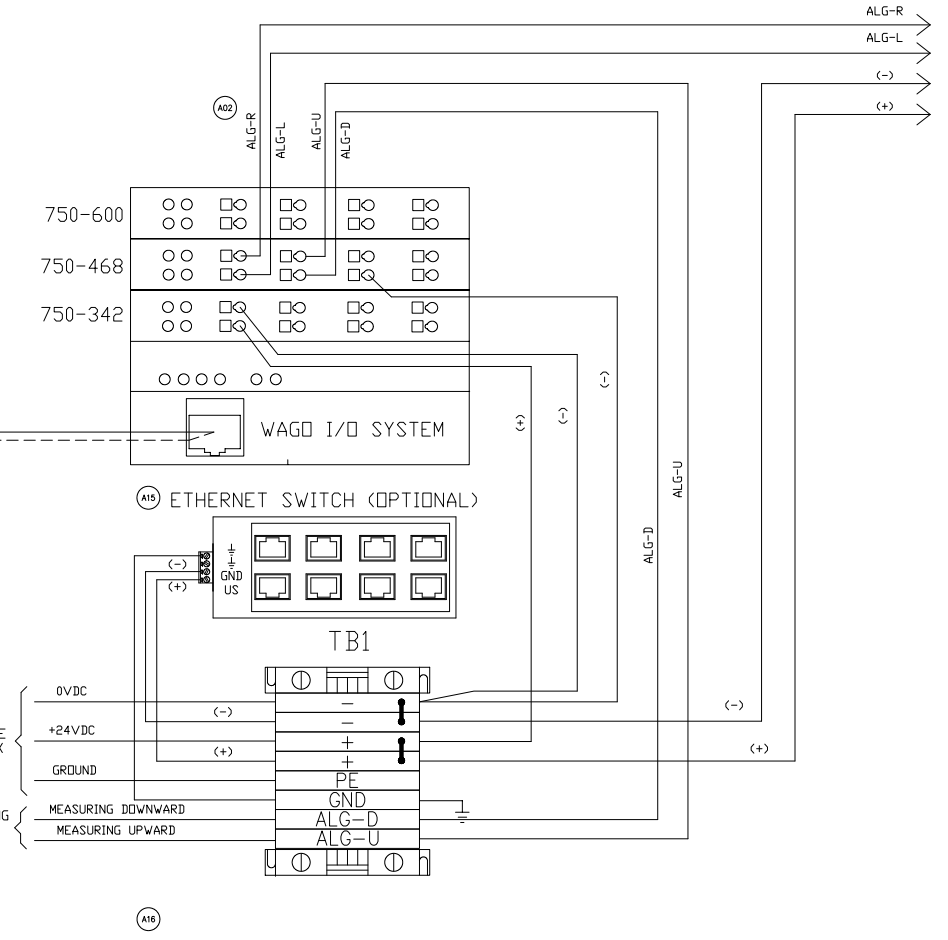 ALG-R
ALG-L
(-)
(+)
A02
ALG-R
ALG-L
ALG-U
ALG-D
750-600
750-468
750-342
(+)
(-)
(-)
WAGO I/O SYSTEM
ALG-U
ALG-D
A15 ETHERNET SWITCH (OPTIONAL)
(-)
(+)
GND
US
TB1
0VDC
-
(-)
-
(-)
+24VDC
+
(+)
+
(+)
GROUND
PE
GND
MEASURING DOWNWARD
ALG-D
MEASURING UPWARD
ALG-U
A16